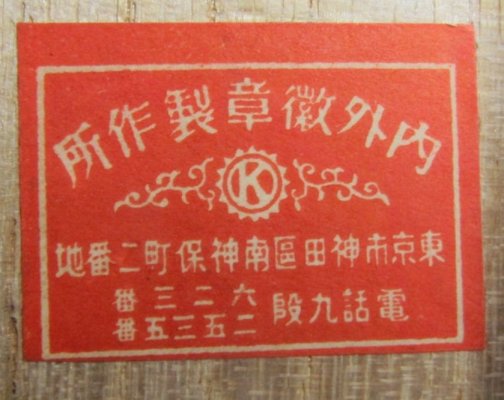 内外徽章製作所
K
東京市神田區南神保町二番地
電話九段
六二三番
二五三五番